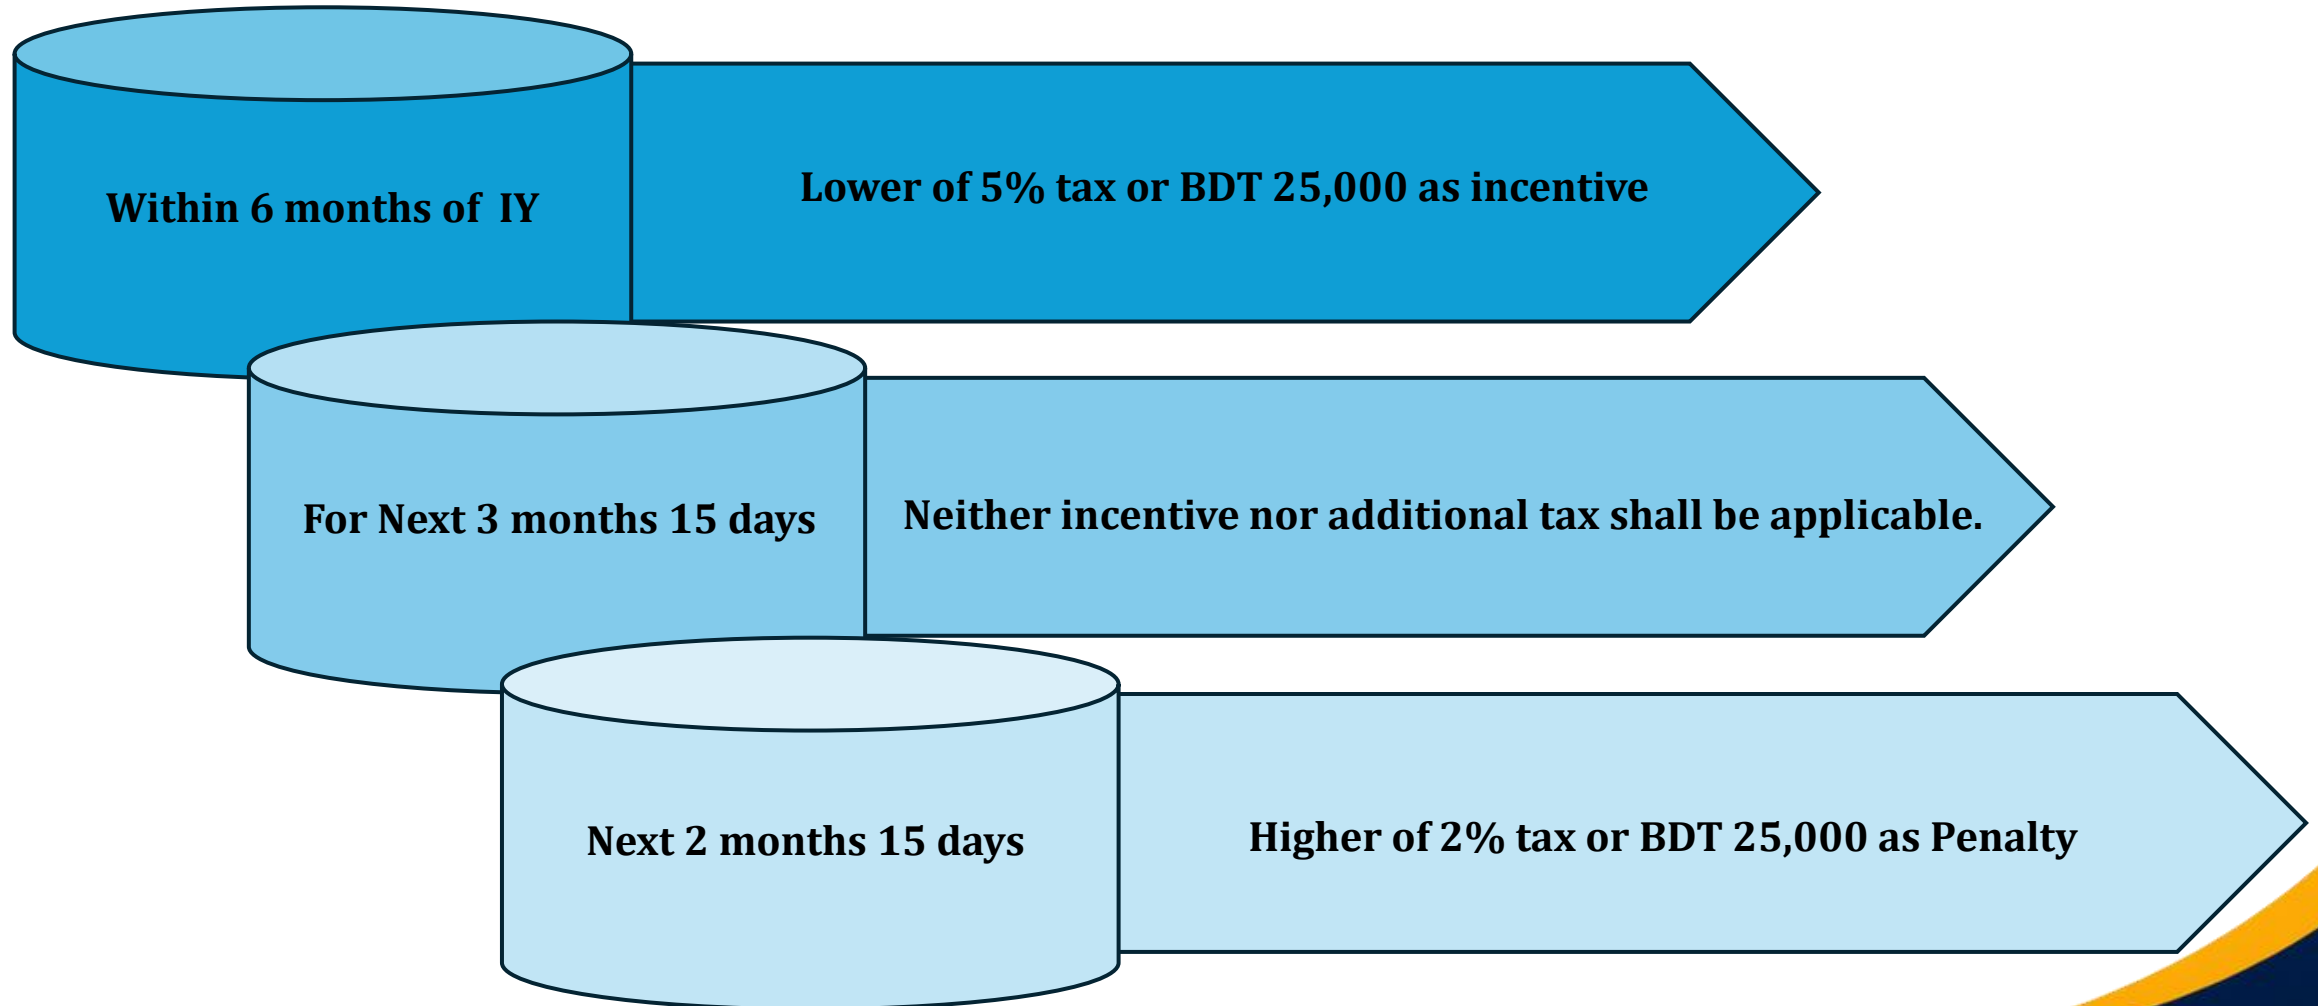 Within 6 months of IY
Lower of 5% tax or BDT 25,000 as incentive
For Next 3 months 15 days
Neither incentive nor additional tax shall be applicable.
Next 2 months 15 days
Higher of 2% tax or BDT 25,000 as Penalty